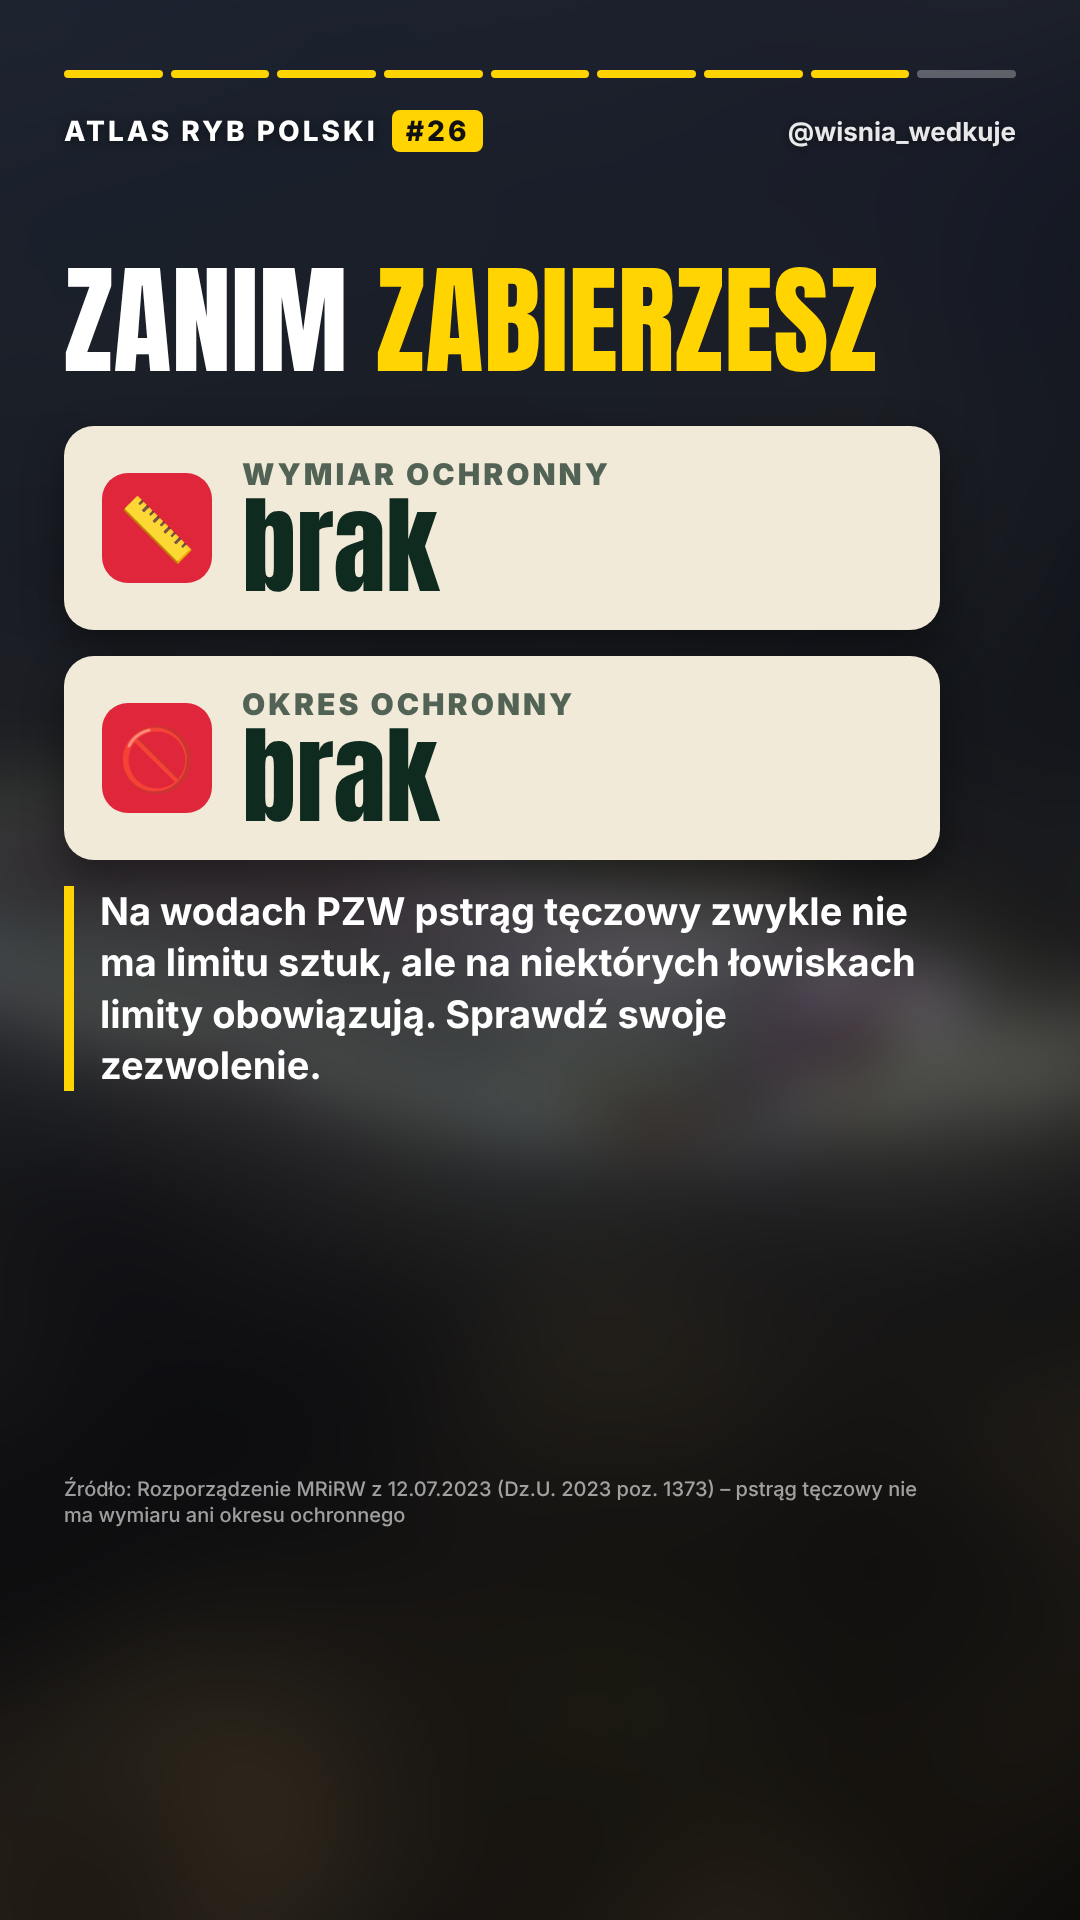 ATLAS RYB POLSKI #26
@wisnia_wedkuje
ZANIM ZABIERZESZ
WYMIAR OCHRONNY
brak
OKRES OCHRONNY
brak
Na wodach PZW pstrąg tęczowy zwykle nie
ma limitu sztuk, ale na niektórych łowiskach
limity obowiązują. Sprawdź swoje
zezwolenie.
Źródło: Rozporządzenie MRiRW z 12.07.2023 (Dz.U. 2023 poz. 1373) – pstrąg tęczowy nie
ma wymiaru ani okresu ochronnego